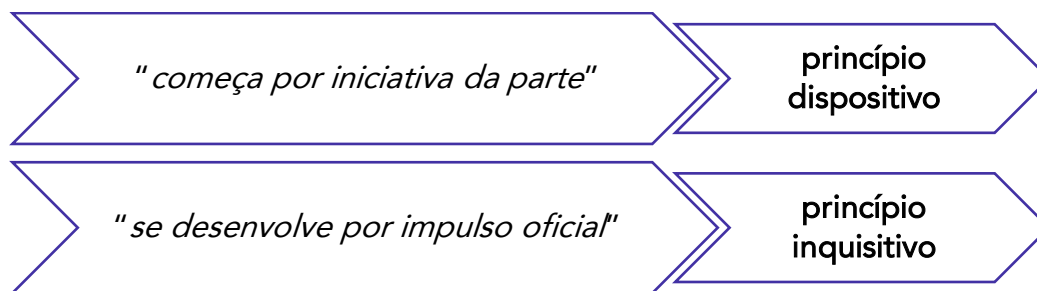 "começa por iniciativa da parte"
princípio
dispositivo
"se desenvolve por impulso oficial"
princípio
inquisitivo